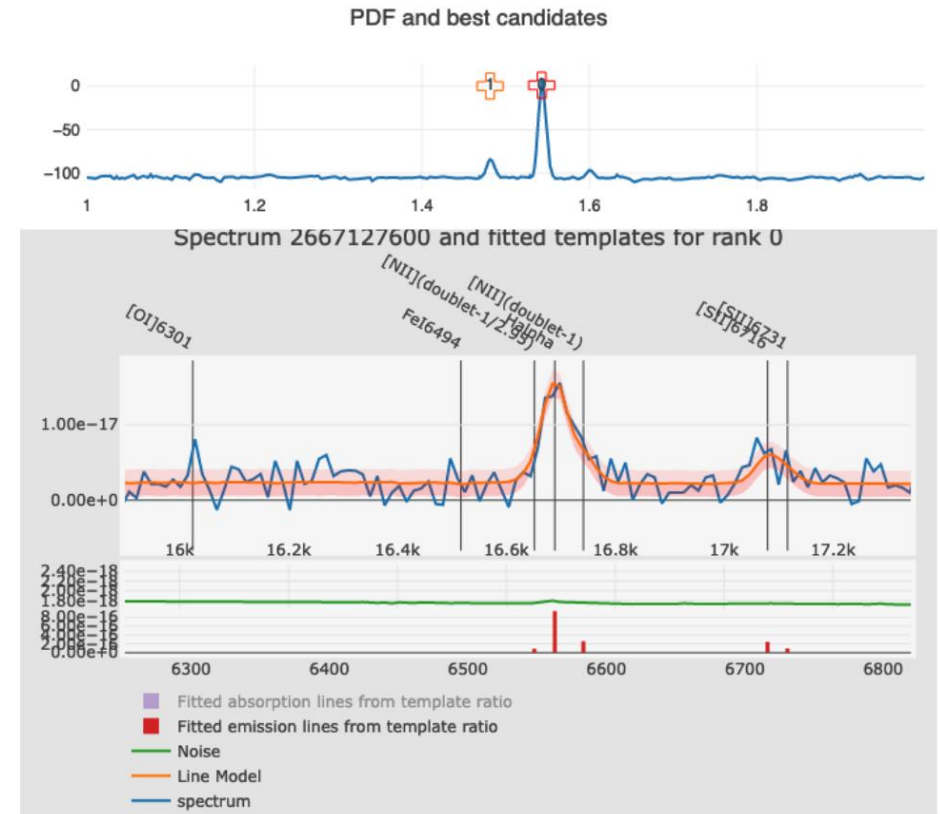 PDF and best candidates
0
−50
−100
1
0
1 1.2 1.4 1.6 1.8
Spectrum 2667127600 and fitted templates for rank 0
[OI]6301
FeI6494
[NII](doublet-1/2.95)
Halpha
[NII](doublet-1)
[SII]6716
[SII]6731
1.00e−17
0.00e+0
16k 16.2k 16.4k 16.6k 16.8k 17k 17.2k
2.40e−18
2.20e−18
2.00e−18
1.80e−18
8.00e−16
6.00e−16
4.00e−16
2.00e−16
0.00e+0
6300 6400 6500 6600 6700 6800
Fitted absorption lines from template ratio
Fitted emission lines from template ratio
Noise
Line Model
spectrum